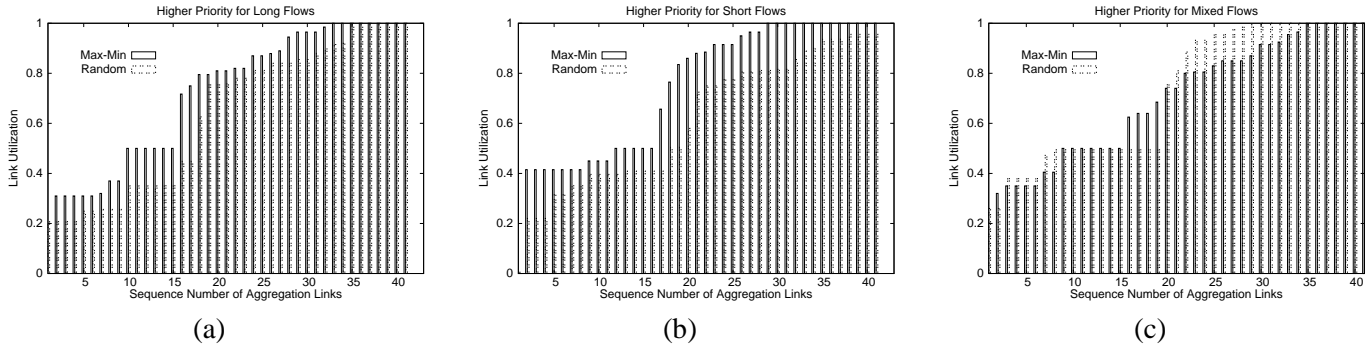 Higher Priority for Long Flows
1
0.8
0.6
0.4
0.2
0
Link Utilization
Max-Min
Random
5 10 15 20 25 30 35 40
Sequence Number of Aggregation Links
(a)
Higher Priority for Short Flows
1
0.8
0.6
0.4
0.2
0
Link Utilization
Max-Min
Random
5 10 15 20 25 30 35 40
Sequence Number of Aggregation Links
(b)
Higher Priority for Mixed Flows
1
0.8
0.6
0.4
0.2
0
Link Utilization
Max-Min
Random
5 10 15 20 25 30 35 40
Sequence Number of Aggregation Links
(c)